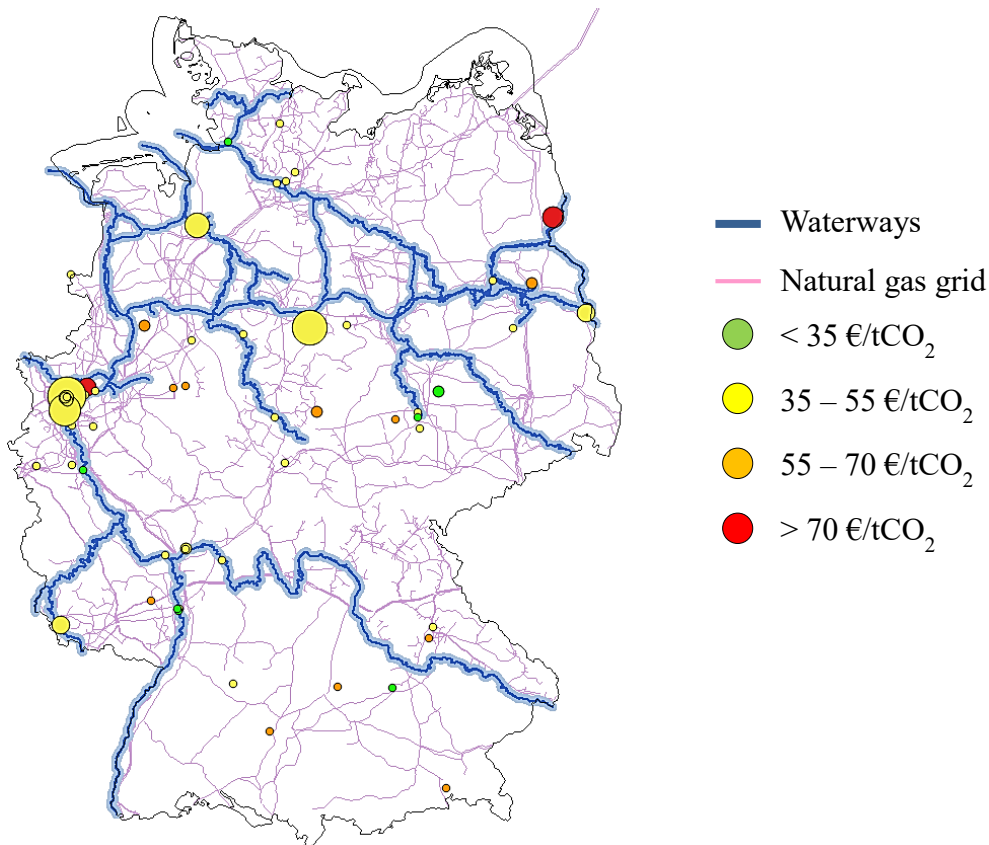 Waterways
Natural gas grid
< 35 €/tCO₂
35 – 55 €/tCO₂
55 – 70 €/tCO₂
> 70 €/tCO₂